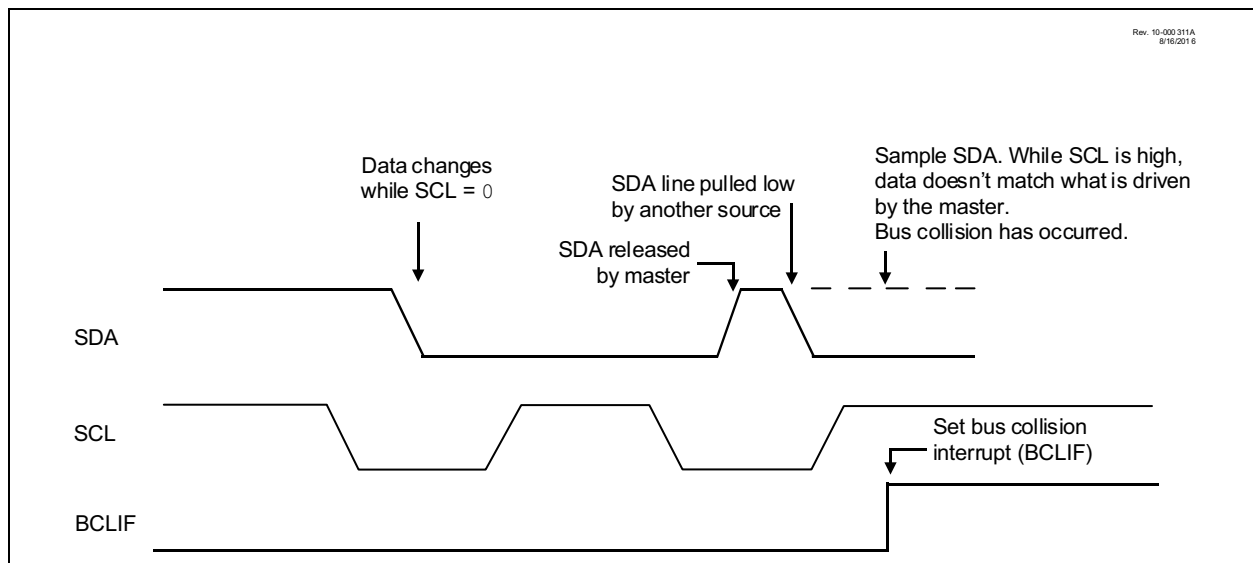 Rev. 10-000 311A
8/16/201 6
Data changes
while SCL = 0
SDA line pulled low
by another source
SDA released
by master
Sample SDA. While SCL is high,
data doesn't match what is driven
by the master.
Bus collision has occurred.
SDA
SCL
Set bus collision
interrupt (BCLIF)
BCLIF